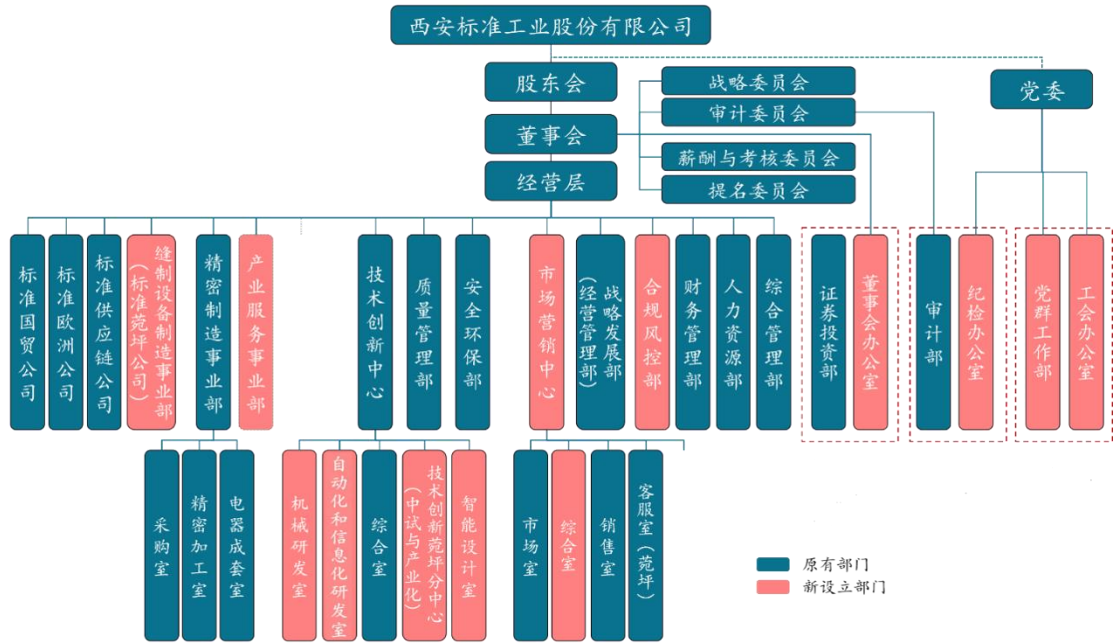 西安标准工业股份有限公司
股东会
董事会
经营层
战略委员会
审计委员会
薪酬与考核委员会
提名委员会
党委
标准国贸公司
标准欧洲公司
标准供应链公司
缝制设备制造事业部
(标准菀坪公司)
精密制造事业部
产业服务事业部
技术创新中心
质量管理部
安全环保部
市场营销中心
战略发展部
(经营管理部)
合规风控部
财务管理部
人力资源部
综合管理部
证券投资部
董事会办公室
审计部
纪检办公室
党群工作部
工会办公室
采购室
精密加工室
电器成套室
机械研发室
自动化和信息化研发室
综合室
技术创新菀坪分中心
(中试与产业化)
智能设计室
市场室
综合室
销售室
客服室(菀坪)
原有部门
新设立部门